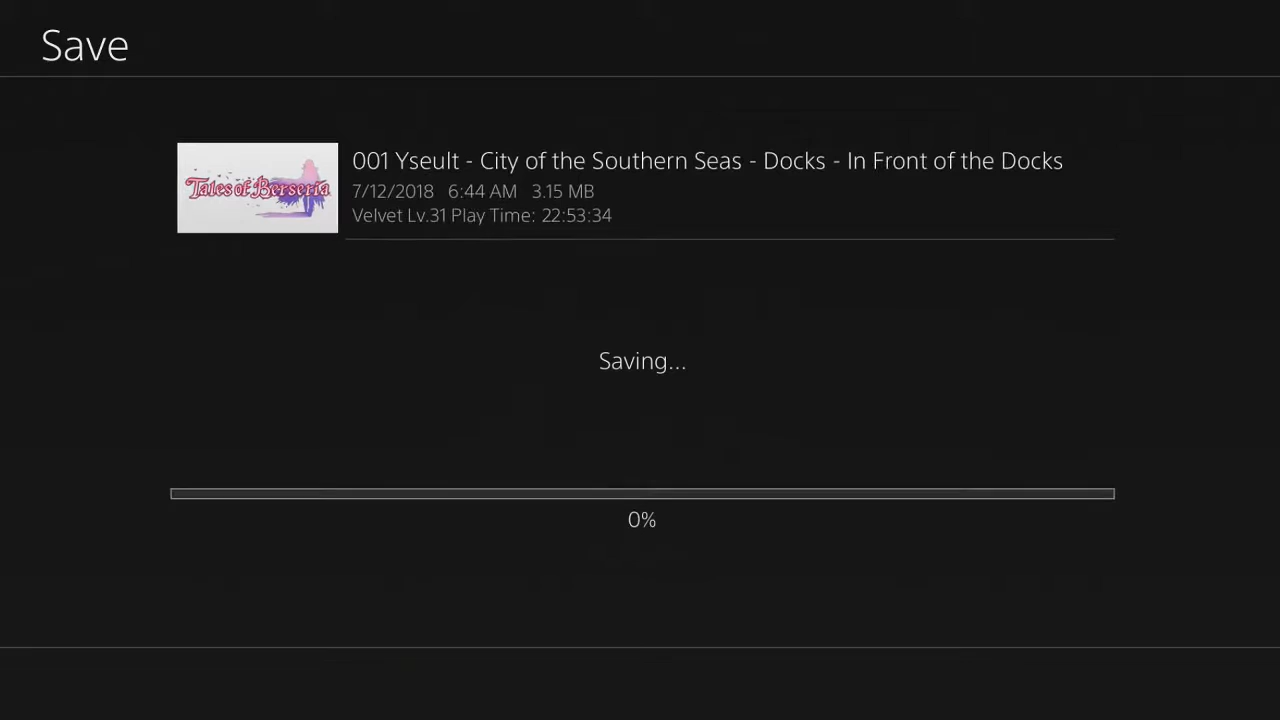 Save
Tales of Berseria
001 Yseult - City of the Southern Seas - Docks - In Front of the Docks
7/12/2018 6:44 AM 3.15 MB
Velvet Lv.31 Play Time: 22:53:34
Saving...
0%